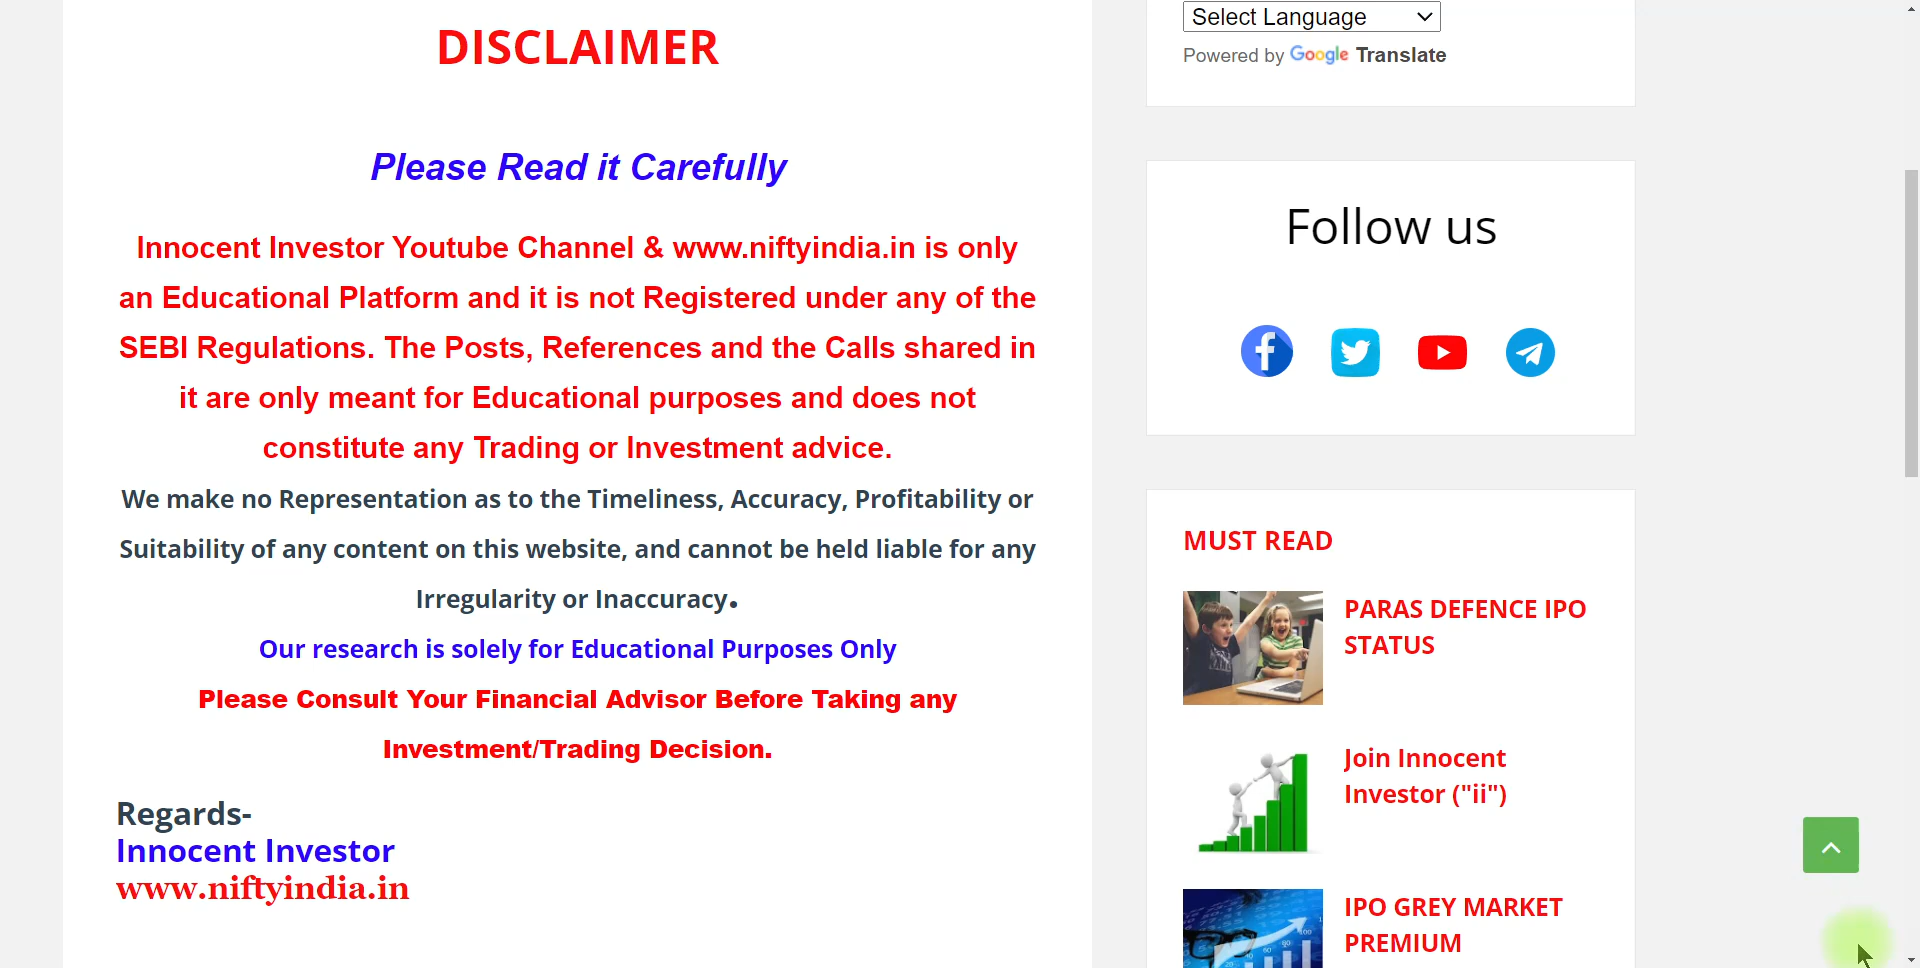 DISCLAIMER
Please Read it Carefully
Innocent Investor Youtube Channel & www.niftyindia.in is only
an Educational Platform and it is not Registered under any of the
SEBI Regulations. The Posts, References and the Calls shared in
it are only meant for Educational purposes and does not
constitute any Trading or Investment advice.
We make no Representation as to the Timeliness, Accuracy, Profitability or
Suitability of any content on this website, and cannot be held liable for any
Irregularity or Inaccuracy.
Our research is solely for Educational Purposes Only
Please Consult Your Financial Advisor Before Taking any
Investment/Trading Decision.
Regards-
Innocent Investor
www.niftyindia.in
Select Language
Powered by Google Translate
Follow us
MUST READ
PARAS DEFENCE IPO
STATUS
Join Innocent
Investor ("ii")
IPO GREY MARKET
PREMIUM